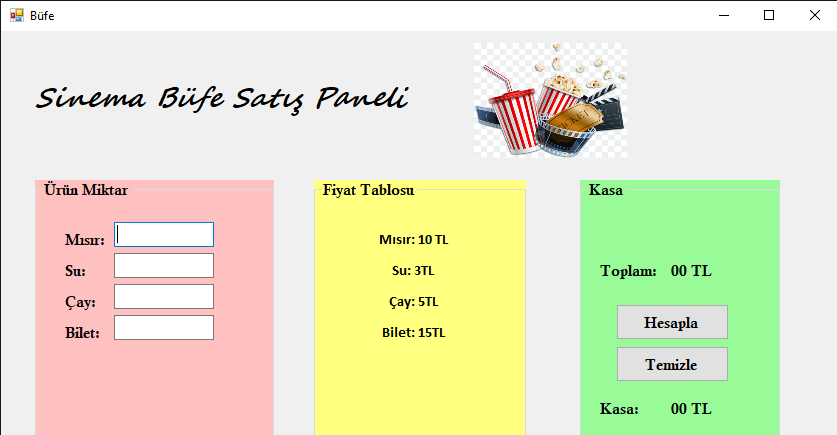 Büfe
Sinema Büfe Satış Paneli
Ürün Miktar
Mısır:
Su:
Çay:
Bilet:
Fiyat Tablosu
Mısır: 10 TL
Su: 3TL
Çay: 5TL
Bilet: 15TL
Kasa
Toplam: 00 TL
Hesapla
Temizle
Kasa: 00 TL